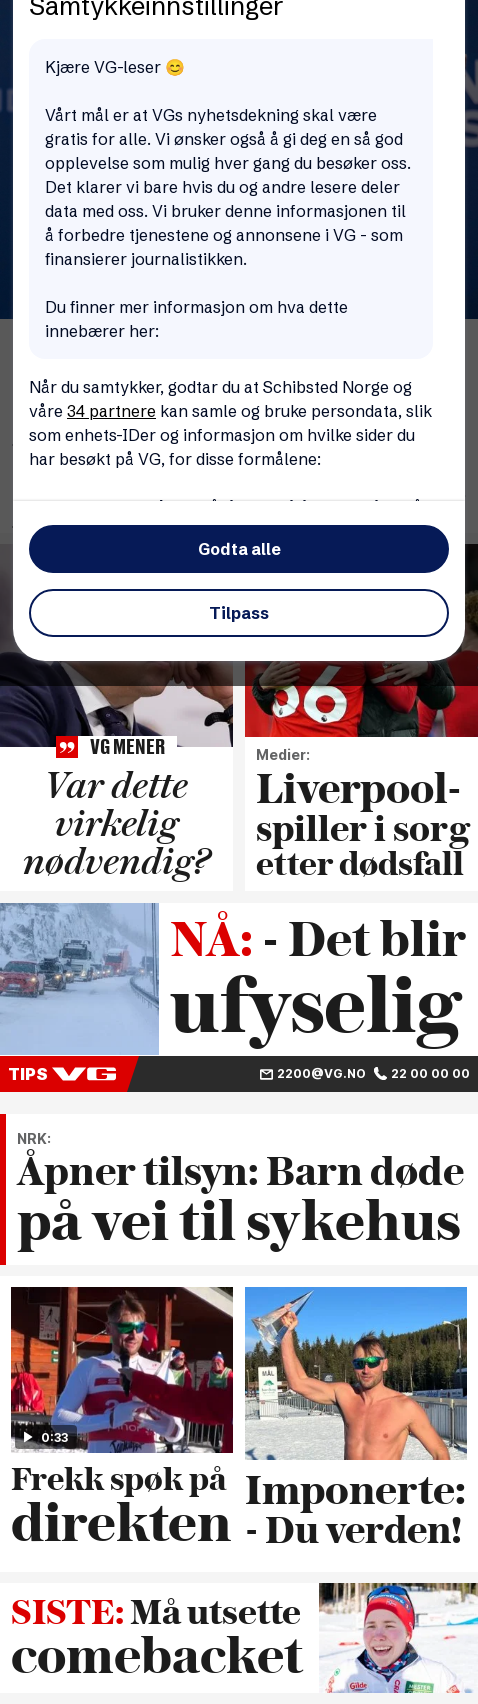 Samtykkeinnstillinger
Kjære VG-leser 😊
Vårt mål er at VGs nyhetsdekning skal være
gratis for alle. Vi ønsker også å gi deg en så god
opplevelse som mulig hver gang du besøker oss.
Det klarer vi bare hvis du og andre lesere deler
data med oss. Vi bruker denne informasjonen til
å forbedre tjenestene og annonsene i VG - som
finansierer journalistikken.
Du finner mer informasjon om hva dette
innebærer her:
Når du samtykker, godtar du at Schibsted Norge og
våre 34 partnere kan samle og bruke persondata, slik
som enhets-IDer og informasjon om hvilke sider du
har besøkt på VG, for disse formålene:
Godta alle
Tilpass
VG MENER
Var dette
virkelig
nødvendig?
66
Medier:
Liverpool-
spiller i sorg
etter dødsfall
NÅ: - Det blir
ufyselig
TIPS VG
2200@VG.NO
22 00 00 00
NRK:
Åpner tilsyn: Barn døde
på vei til sykehus
0:33
Frekk spøk på
direkten
MÅL
Imponerte:
- Du verden!
SISTE: Må utsette
comebacket
Gilde